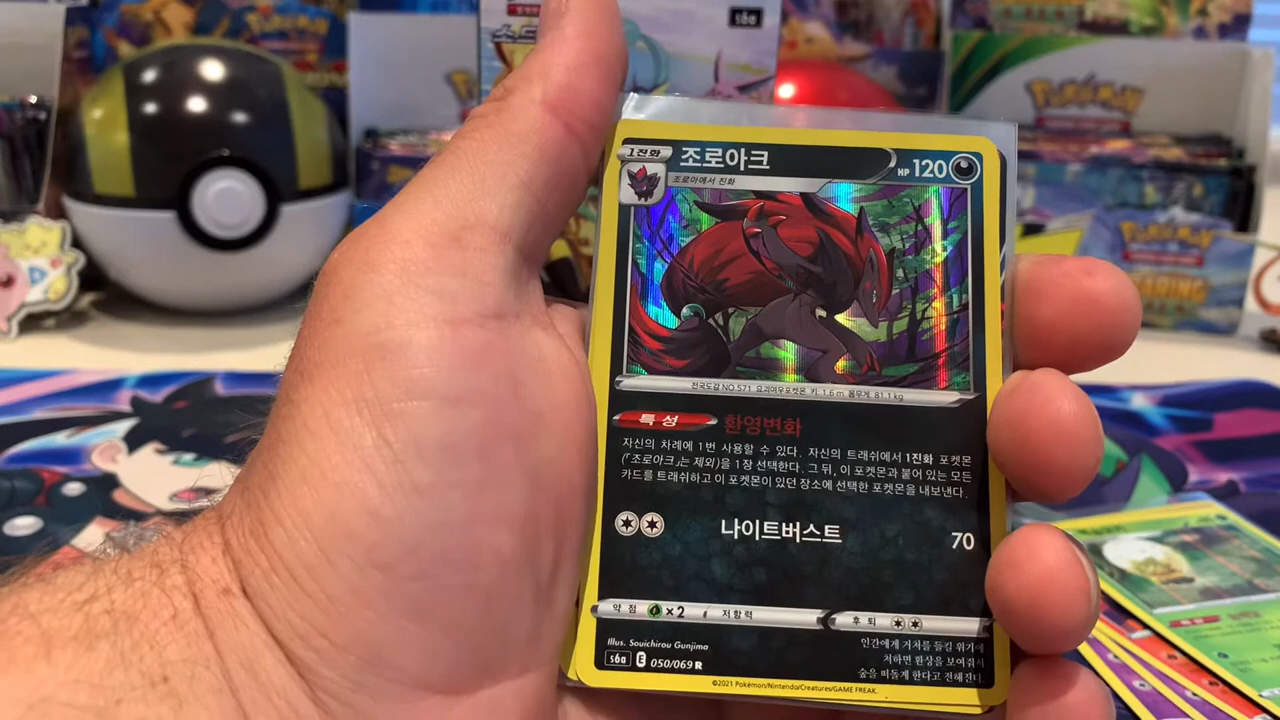 s6a
소드
Pokémon
Pokémon
1진화 조로아크 HP 120
조로아에서 진화
전국도감 NO.571 요괴여우포켓몬 키: 1.6 m 몸무게: 81.1 kg
특성 환영변화
자신의 차례에 1번 사용할 수 있다. 자신의 트래쉬에서 1진화 포켓몬
(「조로아크」는 제외)을 1장 선택한다. 그 뒤, 이 포켓몬과 붙어 있는 모든
카드를 트래쉬하고 이 포켓몬이 있던 장소에 선택한 포켓몬을 내보낸다.
나이트버스트 70
약점 ×2 저항력 후퇴
Illus. Souichirou Gunjima
s6a E 050/069 R
인간에게 거처를 들킬 위기에
처하면 환상을 보여줘서
숲을 떠돌게 한다고 전해진다.
©2021 Pokémon/Nintendo/Creatures/GAME FREAK.